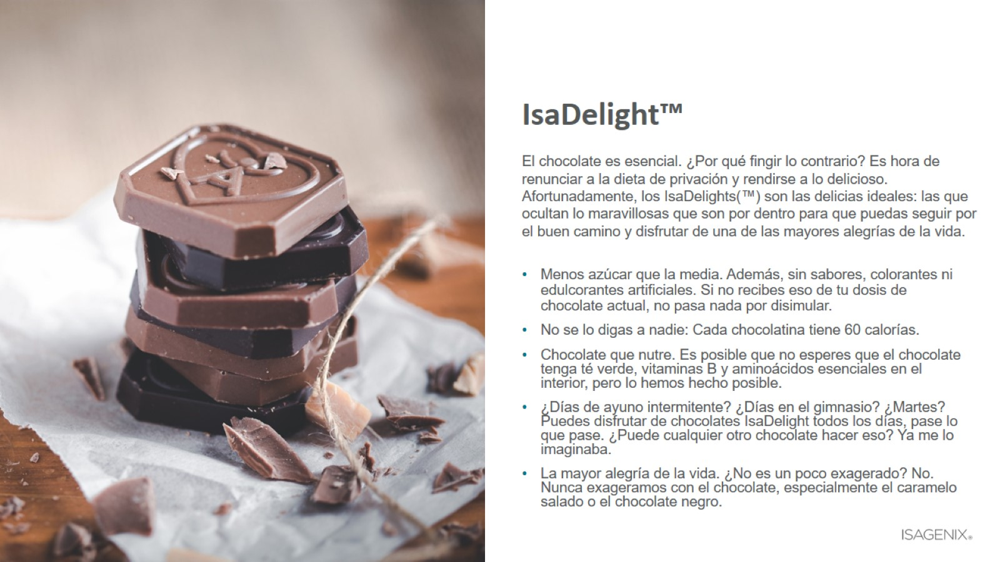 IsaDelight™
El chocolate es esencial. ¿Por qué fingir lo contrario? Es hora de
renunciar a la dieta de privación y rendirse a lo delicioso.
Afortunadamente, los IsaDelights(™) son las delicias ideales: las que
ocultan lo maravillosas que son por dentro para que puedas seguir por
el buen camino y disfrutar de una de las mayores alegrías de la vida.
• Menos azúcar que la media. Además, sin sabores, colorantes ni
edulcorantes artificiales. Si no recibes eso de tu dosis de
chocolate actual, no pasa nada por disimular.
• No se lo digas a nadie: Cada chocolatina tiene 60 calorías.
• Chocolate que nutre. Es posible que no esperes que el chocolate
tenga té verde, vitaminas B y aminoácidos esenciales en el
interior, pero lo hemos hecho posible.
• ¿Días de ayuno intermitente? ¿Días en el gimnasio? ¿Martes?
Puedes disfrutar de chocolates IsaDelight todos los días, pase lo
que pase. ¿Puede cualquier otro chocolate hacer eso? Ya me lo
imaginaba.
• La mayor alegría de la vida. ¿No es un poco exagerado? No.
Nunca exageramos con el chocolate, especialmente el caramelo
salado o el chocolate negro.
ISAGENIX®